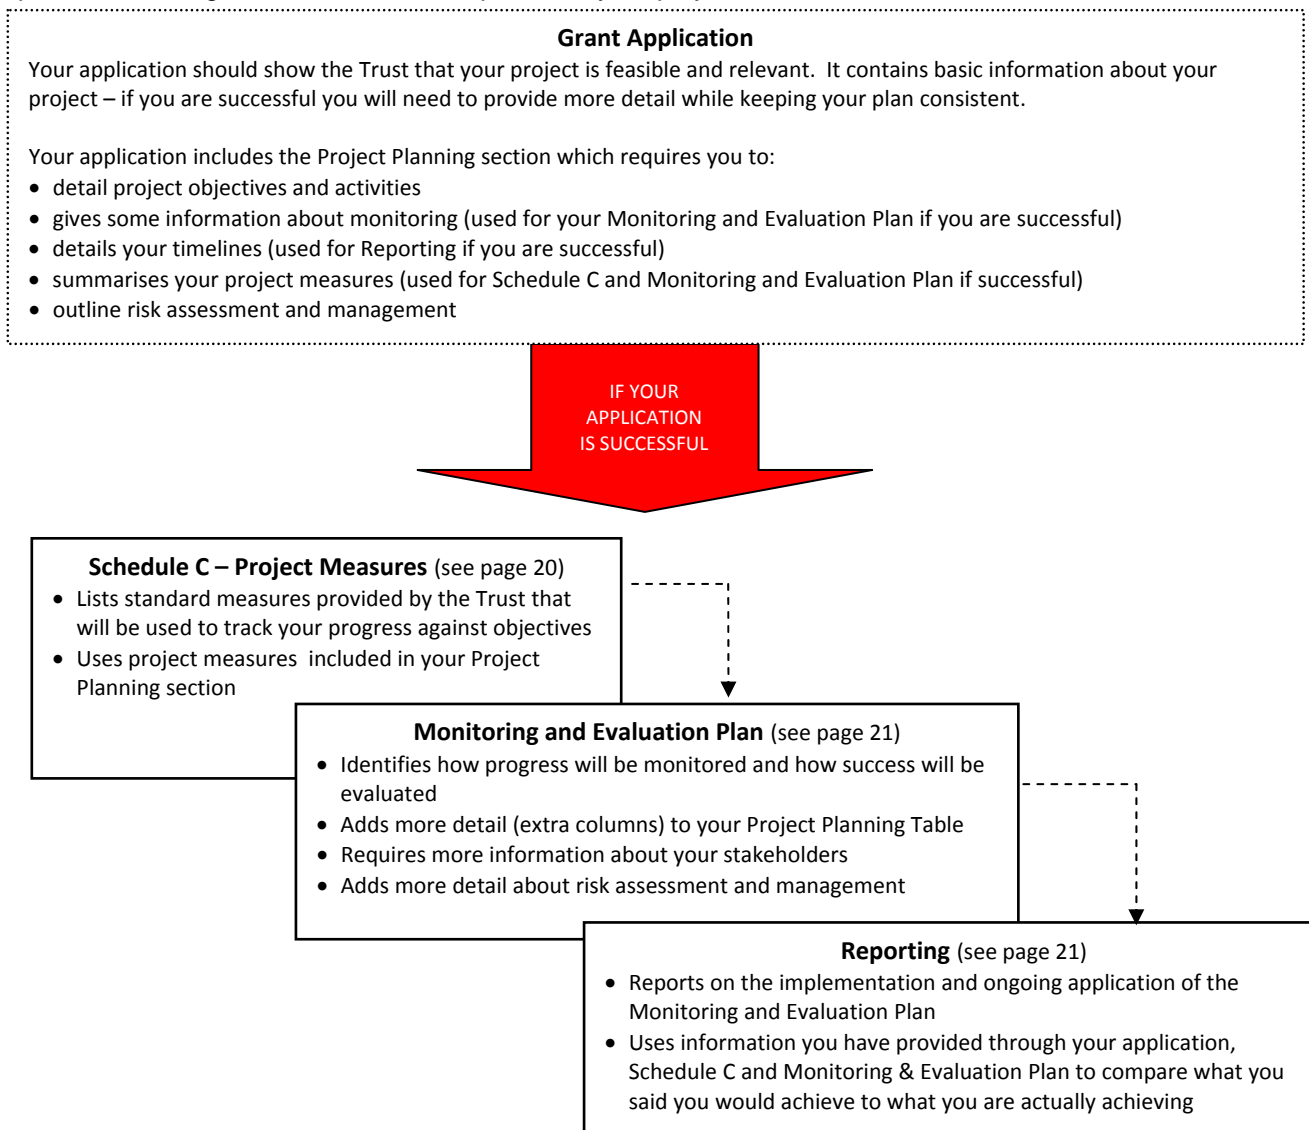 Grant Application
Your application should show the Trust that your project is feasible and relevant.  It contains basic information about your
project – if you are successful you will need to provide more detail while keeping your plan consistent.
Your application includes the Project Planning section which requires you to:
• detail project objectives and activities
• gives some information about monitoring (used for your Monitoring and Evaluation Plan if you are successful)
• details your timelines (used for Reporting if you are successful)
• summarises your project measures (used for Schedule C and Monitoring and Evaluation Plan if successful)
• outline risk assessment and management
IF YOUR
APPLICATION
IS SUCCESSFUL
Schedule C – Project Measures (see page 20)
• Lists standard measures provided by the Trust that
will be used to track your progress against objectives
• Uses project measures  included in your Project
Planning section
Monitoring and Evaluation Plan (see page 21)
• Identifies how progress will be monitored and how success will be
evaluated
• Adds more detail (extra columns) to your Project Planning Table
• Requires more information about your stakeholders
• Adds more detail about risk assessment and management
Reporting (see page 21)
• Reports on the implementation and ongoing application of the
Monitoring and Evaluation Plan
• Uses information you have provided through your application,
Schedule C and Monitoring & Evaluation Plan to compare what you
said you would achieve to what you are actually achieving